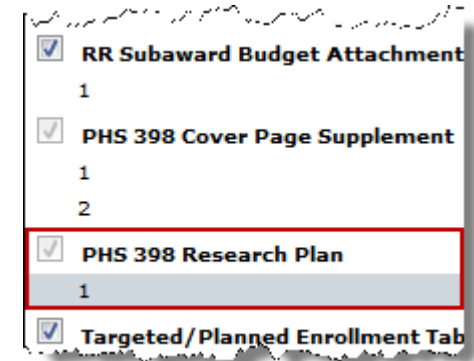 RR Subaward Budget Attachment
1
PHS 398 Cover Page Supplement
1
2
PHS 398 Research Plan
1
Targeted/Planned Enrollment Tab